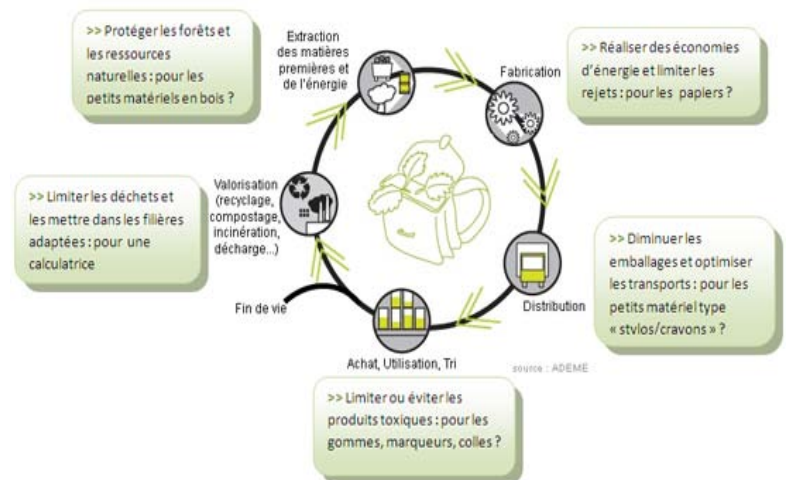 >> Protéger les forêts et
les ressources
naturelles : pour les
petits matériels en bois ?
Extraction
des matières
premières et
de l'énergie
Fabrication
>> Réaliser des économies
d'énergie et limiter les
rejets : pour les papiers ?
>> Limiter les déchets et
les mettre dans les filières
adaptées : pour une
calculatrice
Valorisation
(recyclage,
compostage,
incinération,
décharge...)
>> Diminuer les
emballages et optimiser
les transports : pour les
petits matériel type
« stylos/crayons » ?
Distribution
Fin de vie
Achat, Utilisation, Tri
source : ADEME
>> Limiter ou éviter les
produits toxiques : pour les
gommes, marqueurs, colles ?